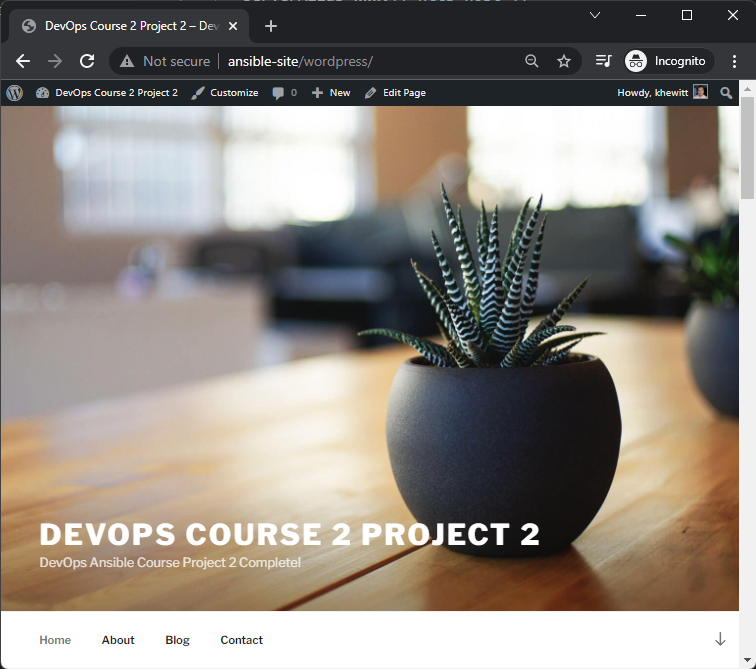 DevOps Course 2 Project 2 – Dev
Not secure
ansible-site/wordpress/
Incognito
DevOps Course 2 Project 2
Customize
0
New
Edit Page
Howdy, khewitt
DEVOPS COURSE 2 PROJECT 2
DevOps Ansible Course Project 2 Complete!
Home
About
Blog
Contact